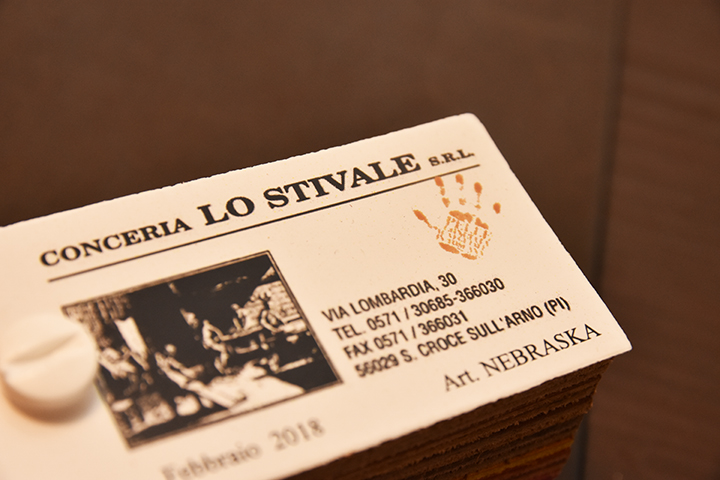 CONCERIA LO STIVALE S.R.L.
VIA LOMBARDIA, 30
TEL. 0571 / 30685-366030
FAX 0571 / 366031
56029 S. CROCE SULL'ARNO (PI)
Art. NEBRASKA
Febbraio 2018